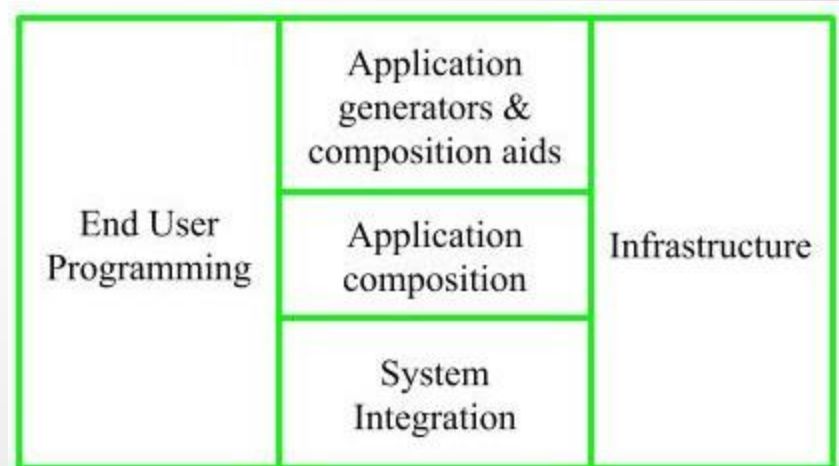 End User
Programming
Application
generators &
composition aids
Application
composition
System
Integration
Infrastructure